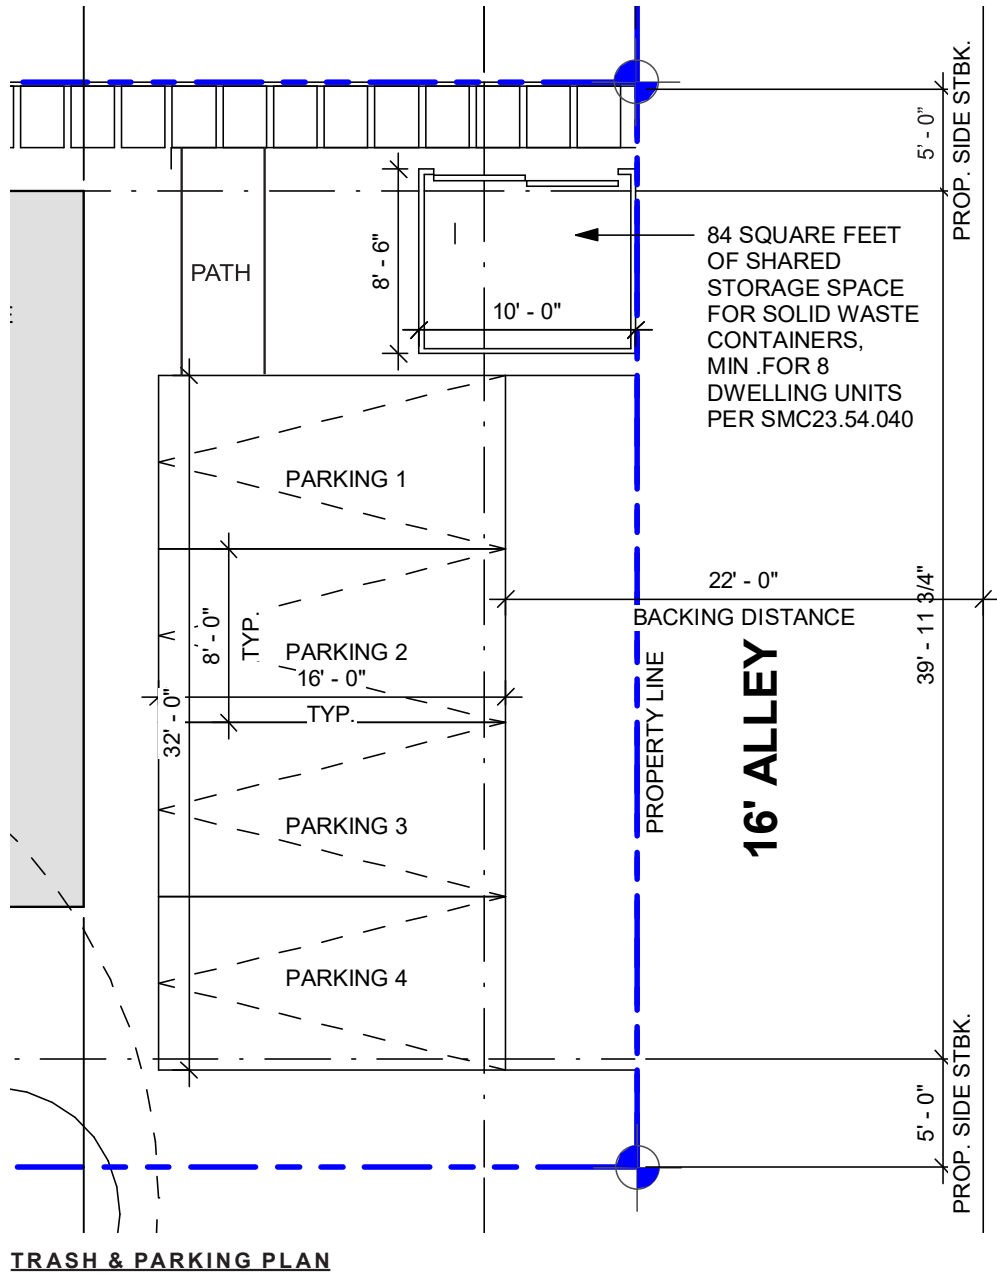 5' - 0"
PROP. SIDE STBK.
84 SQUARE FEET
OF SHARED
STORAGE SPACE
FOR SOLID WASTE
CONTAINERS,
MIN .FOR 8
DWELLING UNITS
PER SMC23.54.040
8' - 6"
PATH
10' - 0"
PARKING 1
22' - 0"
BACKING DISTANCE
39' - 11 3/4"
8' - 0"
TYP.
PARKING 2
16' - 0"
TYP.
32' - 0"
PROPERTY LINE
16' ALLEY
PARKING 3
PARKING 4
5' - 0"
PROP. SIDE STBK.
TRASH & PARKING PLAN